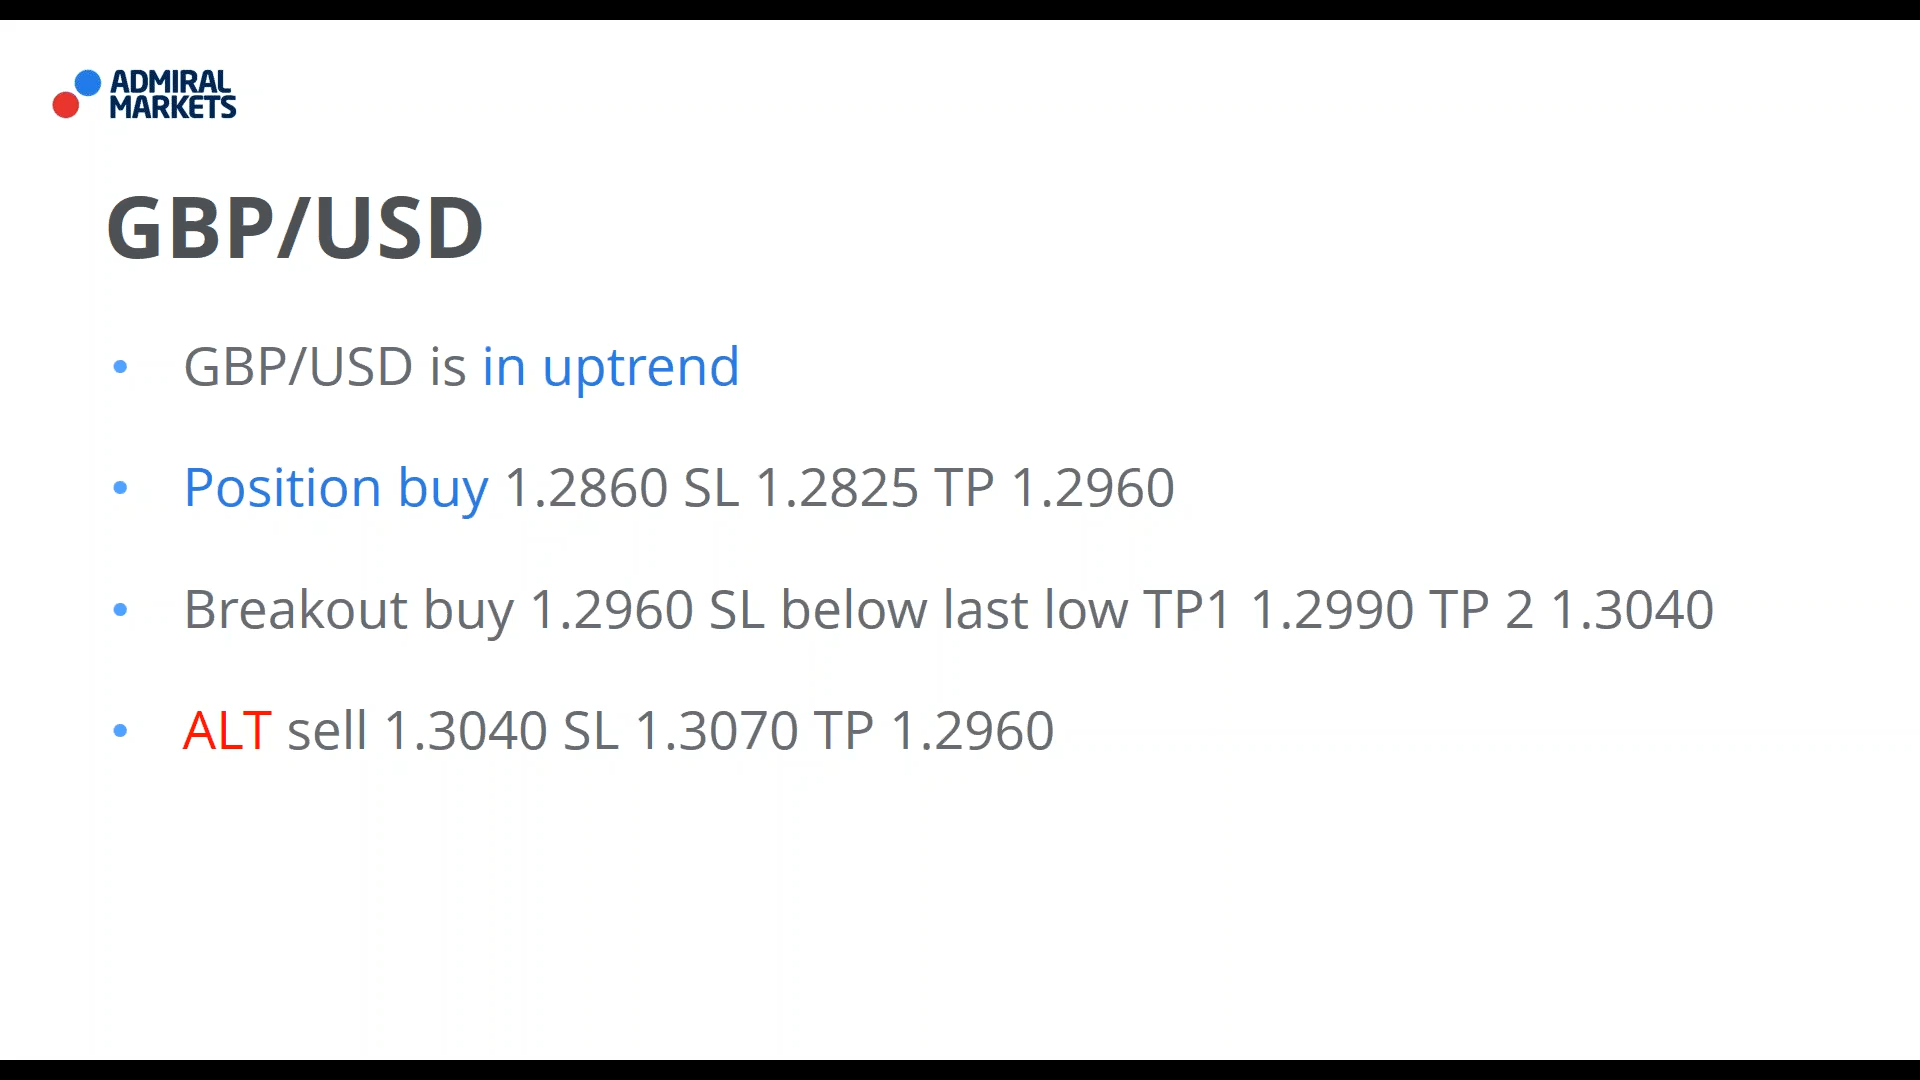 ADMIRAL
MARKETS
GBP/USD
• GBP/USD is in uptrend
• Position buy 1.2860 SL 1.2825 TP 1.2960
• Breakout buy 1.2960 SL below last low TP1 1.2990 TP 2 1.3040
• ALT sell 1.3040 SL 1.3070 TP 1.2960